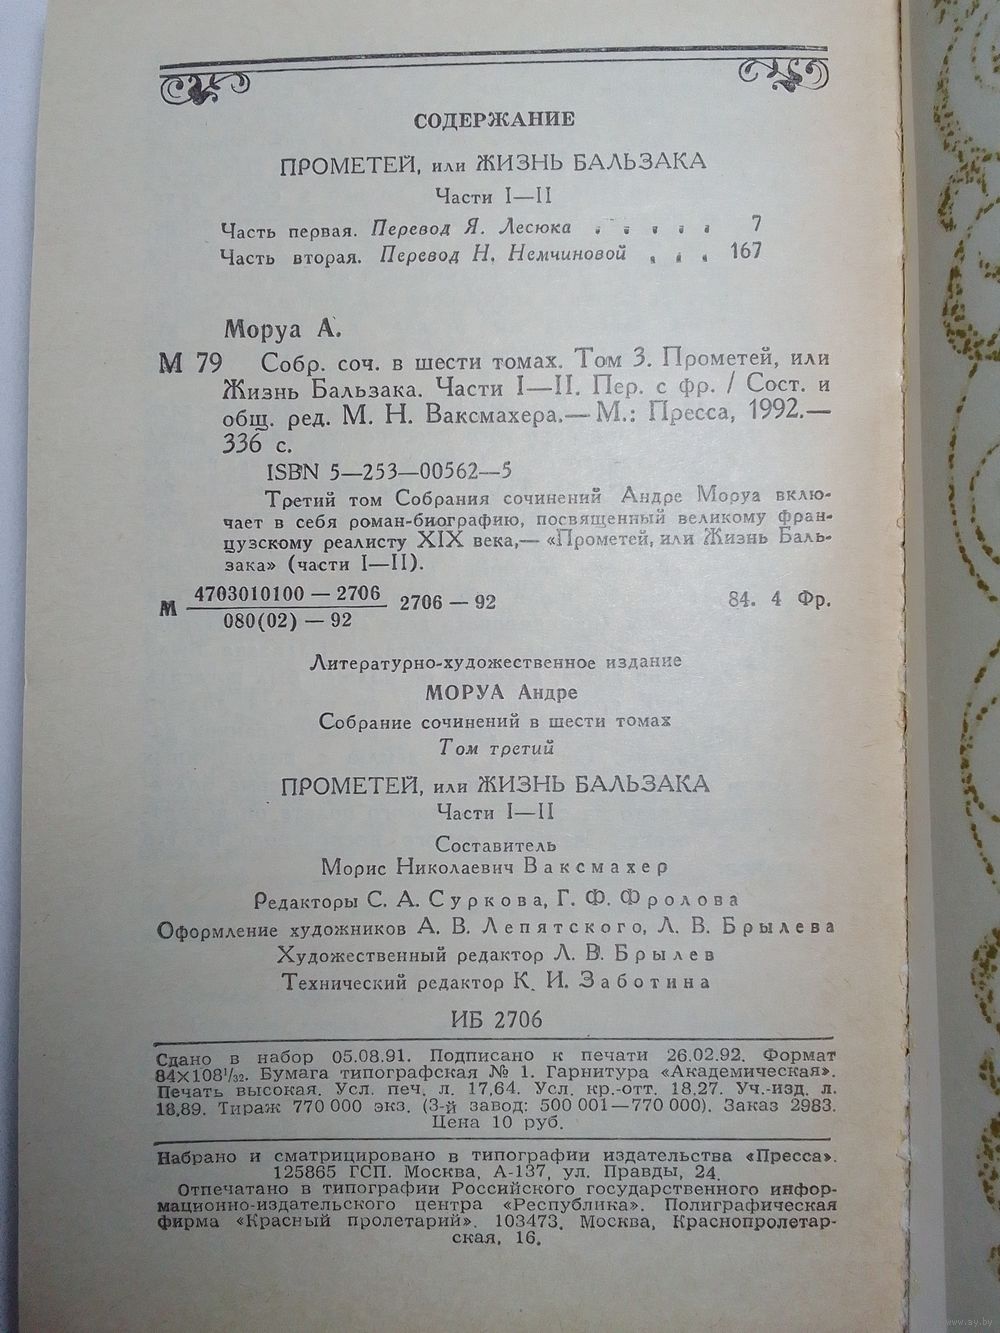 СОДЕРЖАНИЕ
ПРОМЕТЕЙ, или ЖИЗНЬ БАЛЬЗАКА
Части I—II
Часть первая. Перевод Я. Лесюка . . . . . 7
Часть вторая. Перевод Н. Немчиновой . . . 167
Моруа А.
М 79 Собр. соч. в шести томах. Том 3. Прометей, или
Жизнь Бальзака. Части I—II. Пер. с фр. / Сост. и
общ. ред. М. Н. Ваксмахера.— М.: Пресса, 1992.—
336 с.
ISBN 5—253—00562—5
Третий том Собрания сочинений Андре Моруа вклю-
чает в себя роман-биографию, посвященный великому фран-
цузскому реалисту XIX века,— «Прометей, или Жизнь Баль-
зака» (части I—II).
М 4703010100 — 2706
080(02) — 92
2706 — 92 84. 4 Фр.
Литературно-художественное издание
МОРУА Андре
Собрание сочинений в шести томах
Том третий
ПРОМЕТЕЙ, или ЖИЗНЬ БАЛЬЗАКА
Части I—II
Составитель
Морис Николаевич Ваксмахер
Редакторы С. А. Суркова, Г. Ф. Фролова
Оформление художников А. В. Лепятского, Л. В. Брылева
Художественный редактор Л. В. Брылев
Технический редактор К. И. Заботина
ИБ 2706
Сдано в набор 05.08.91. Подписано к печати 26.02.92. Формат
84×108¹/₃₂. Бумага типографская № 1. Гарнитура «Академическая».
Печать высокая. Усл. печ. л. 17,64. Усл. кр.-отт. 18,27. Уч.-изд. л.
18,89. Тираж 770 000 экз. (3-й завод: 500 001—770 000). Заказ 2983.
Цена 10 руб.
Набрано и сматрицировано в типографии издательства «Пресса».
125865 ГСП. Москва, А-137, ул. Правды, 24.
Отпечатано в типографии Российского государственного инфор-
мационно-издательского центра «Республика». Полиграфическая
фирма «Красный пролетарий». 103473. Москва, Краснопролетар-
ская, 16.
www.ay.by